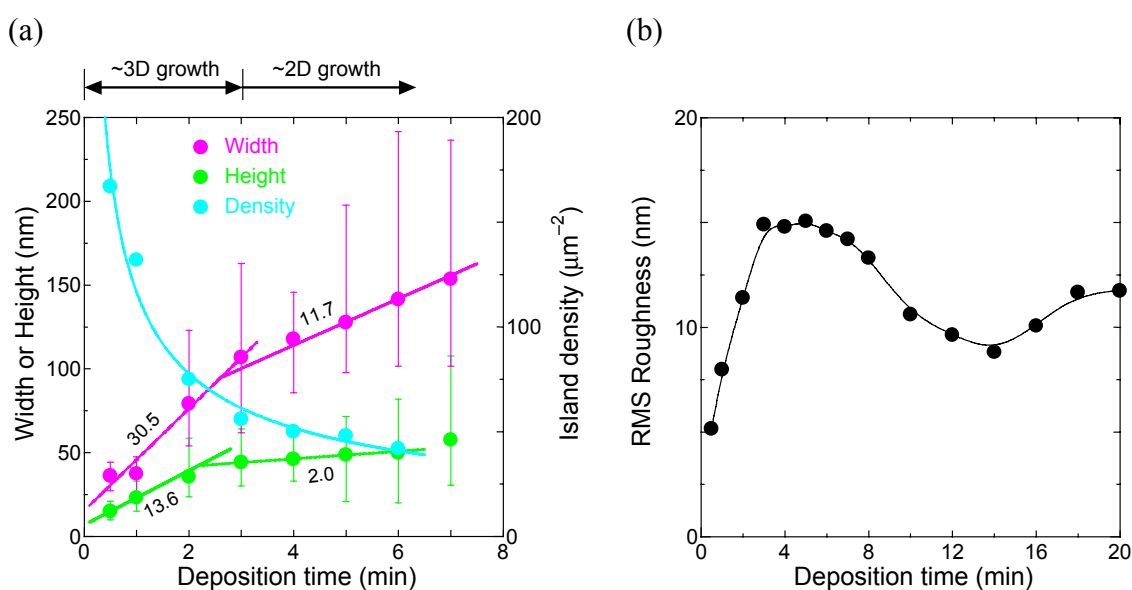 (a)
(b)
~3D growth
~2D growth
250
200
150
100
50
0
Width or Height (nm)
Width
Height
Density
30.5
13.6
11.7
2.0
200
100
0
Island density (μm−2)
0 2 4 6 8
Deposition time (min)
20
15
10
5
0
RMS Roughness (nm)
0 4 8 12 16 20
Deposition time (min)